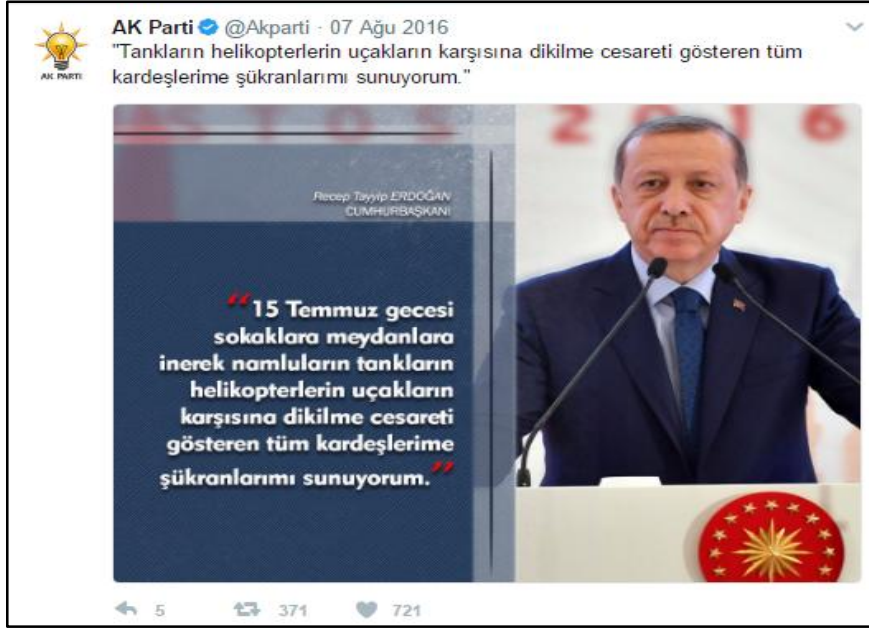 AK Parti @Akparti · 07 Ağu 2016
"Tankların helikopterlerin uçakların karşısına dikilme cesareti gösteren tüm
kardeşlerime şükranlarımı sunuyorum."
AK PARTİ
STOS 2016
Recep Tayyip ERDOĞAN
CUMHURBAŞKANI
“15 Temmuz gecesi
sokaklara meydanlara
inerek namluların tankların
helikopterlerin uçakların
karşısına dikilme cesareti
gösteren tüm kardeşlerime
şükranlarımı sunuyorum.”
5 371 721